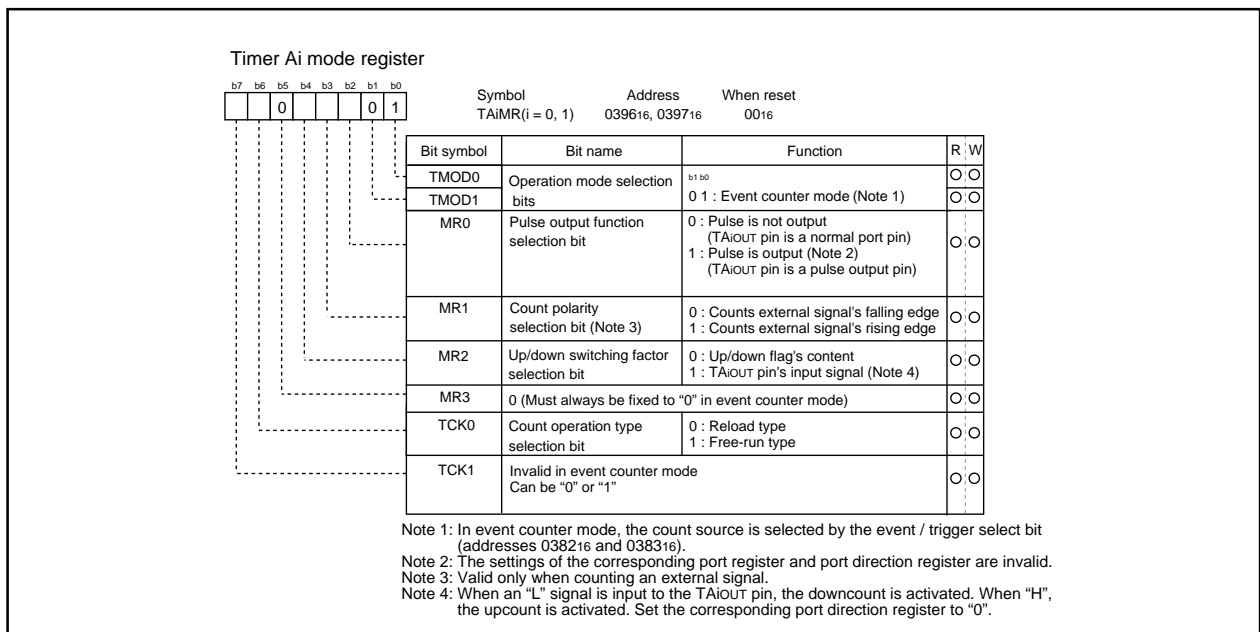 Timer Ai mode register
b7 b6 b5 b4 b3 b2 b1 b0
0 0 1
Symbol Address When reset
TAiMR(i = 0, 1) 039616, 039716 0016
Bit symbol Bit name Function R W
TMOD0 Operation mode selection bits b1 b0
TMOD1 0 1 : Event counter mode (Note 1)
MR0 Pulse output function selection bit 0 : Pulse is not output
(TAiOUT pin is a normal port pin)
1 : Pulse is output (Note 2)
(TAiOUT pin is a pulse output pin)
MR1 Count polarity selection bit (Note 3) 0 : Counts external signal's falling edge
1 : Counts external signal's rising edge
MR2 Up/down switching factor selection bit 0 : Up/down flag's content
1 : TAiOUT pin's input signal (Note 4)
MR3 0 (Must always be fixed to “0” in event counter mode)
TCK0 Count operation type selection bit 0 : Reload type
1 : Free-run type
TCK1 Invalid in event counter mode
Can be “0” or “1”
Note 1: In event counter mode, the count source is selected by the event / trigger select bit
(addresses 038216 and 038316).
Note 2: The settings of the corresponding port register and port direction register are invalid.
Note 3: Valid only when counting an external signal.
Note 4: When an “L” signal is input to the TAiOUT pin, the downcount is activated. When “H”,
the upcount is activated. Set the corresponding port direction register to “0”.